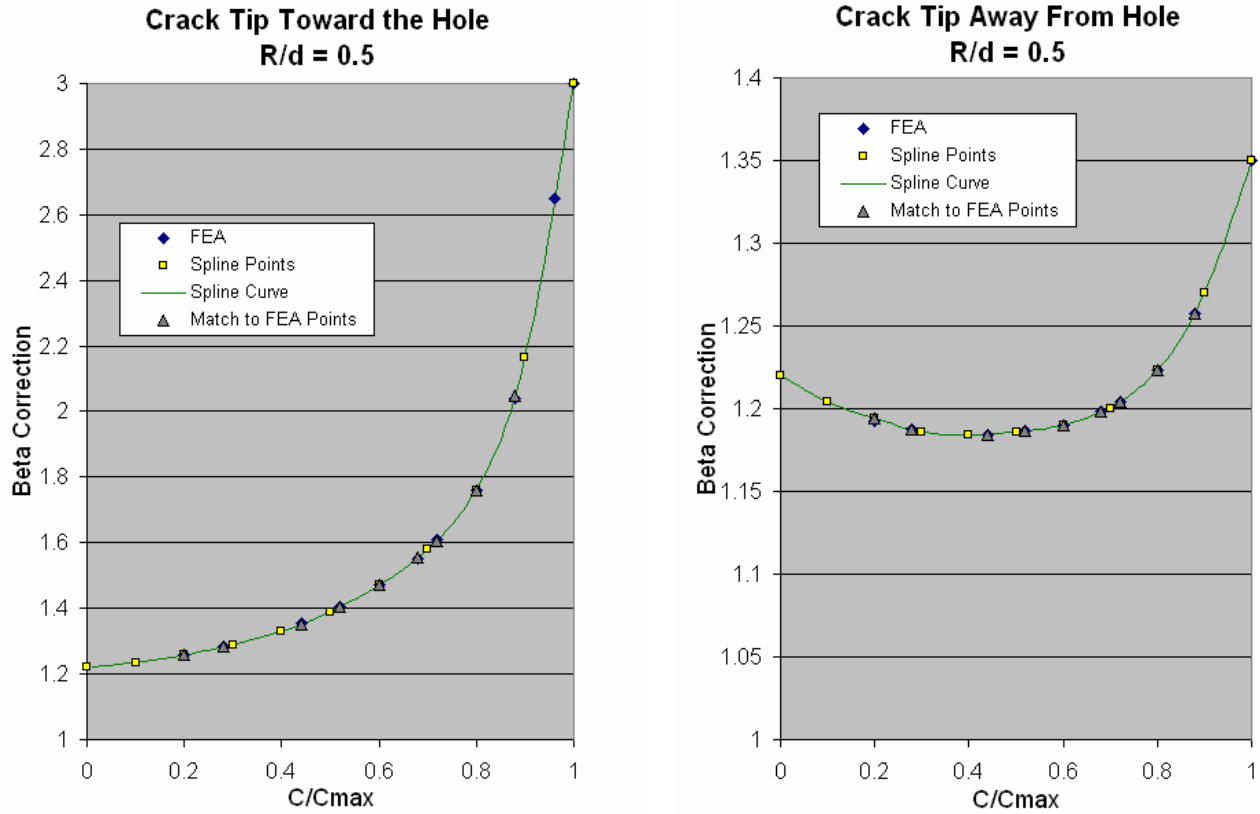 Crack Tip Toward the Hole
R/d = 0.5
3
2.8
2.6
2.4
2.2
2
1.8
1.6
1.4
1.2
1
Beta Correction
FEA
Spline Points
Spline Curve
Match to FEA Points
0 0.2 0.4 0.6 0.8 1
C/Cmax
Crack Tip Away From Hole
R/d = 0.5
1.4
1.35
1.3
1.25
1.2
1.15
1.1
1.05
1
Beta Correction
FEA
Spline Points
Spline Curve
Match to FEA Points
0 0.2 0.4 0.6 0.8 1
C/Cmax